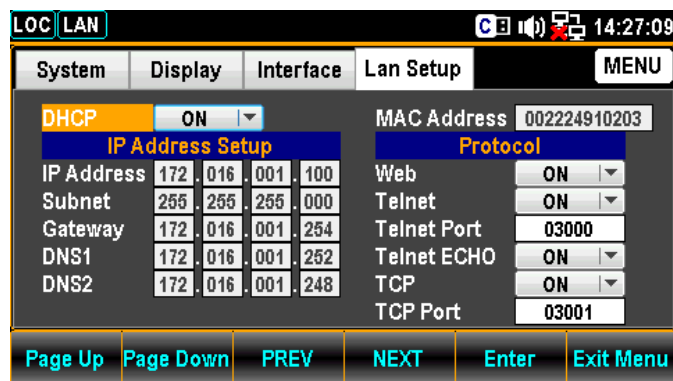 LOC LAN C 14:27:09
System Display Interface Lan Setup MENU
DHCP ON
IP Address Setup
IP Address 172 . 016 . 001 . 100
Subnet 255 . 255 . 255 . 000
Gateway 172 . 016 . 001 . 254
DNS1 172 . 016 . 001 . 252
DNS2 172 . 016 . 001 . 248
MAC Address 002224910203
Protocol
Web ON
Telnet ON
Telnet Port 03000
Telnet ECHO ON
TCP ON
TCP Port 03001
Page Up Page Down PREV NEXT Enter Exit Menu